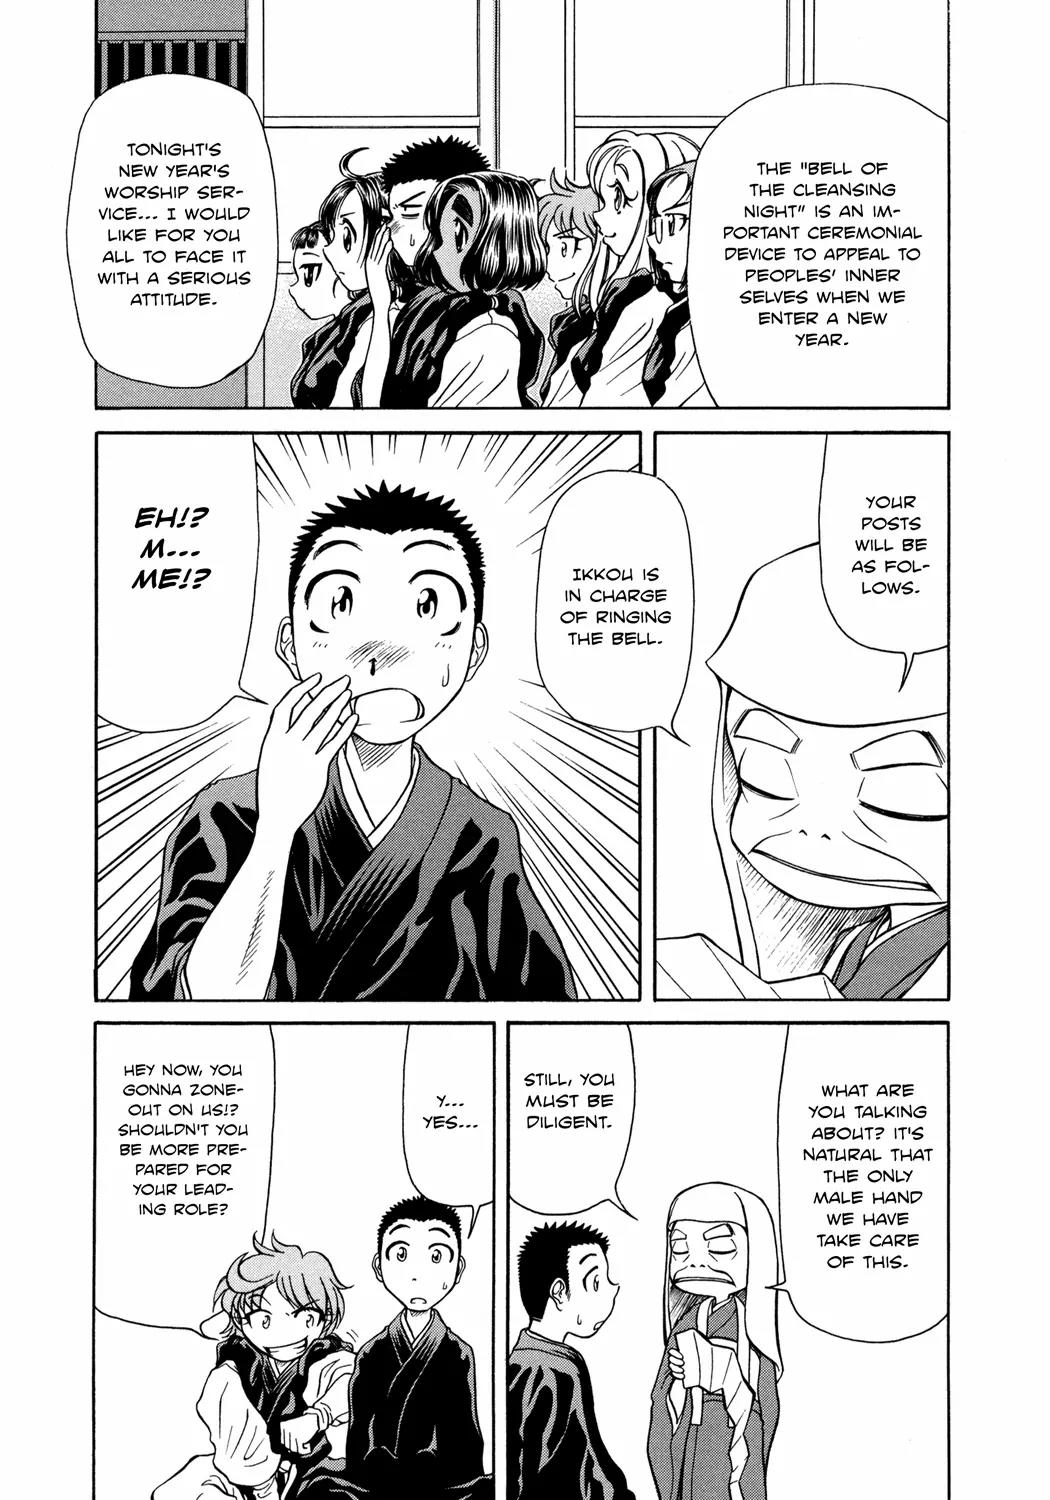 THE "BELL OF
THE CLEANSING
NIGHT" IS AN IM-
PORTANT CEREMONIAL
DEVICE TO APPEAL TO
PEOPLES' INNER
SELVES WHEN WE
ENTER A NEW
YEAR.
TONIGHT'S
NEW YEAR'S
WORSHIP SER-
VICE... I WOULD
LIKE FOR YOU
ALL TO FACE IT
WITH A SERIOUS
ATTITUDE.
YOUR
POSTS
WILL BE
AS FOL-
LOWS.
IKKOU IS
IN CHARGE
OF RINGING
THE BELL.
EH!?
M...
ME!?
WHAT ARE
YOU TALKING
ABOUT? IT'S
NATURAL THAT
THE ONLY
MALE HAND
WE HAVE
TAKE CARE
OF THIS.
STILL, YOU
MUST BE
DILIGENT.
Y...
YES...
HEY NOW, YOU
GONNA ZONE-
OUT ON US!?
SHOULDN'T YOU
BE MORE PRE-
PARED FOR
YOUR LEAD-
ING ROLE?